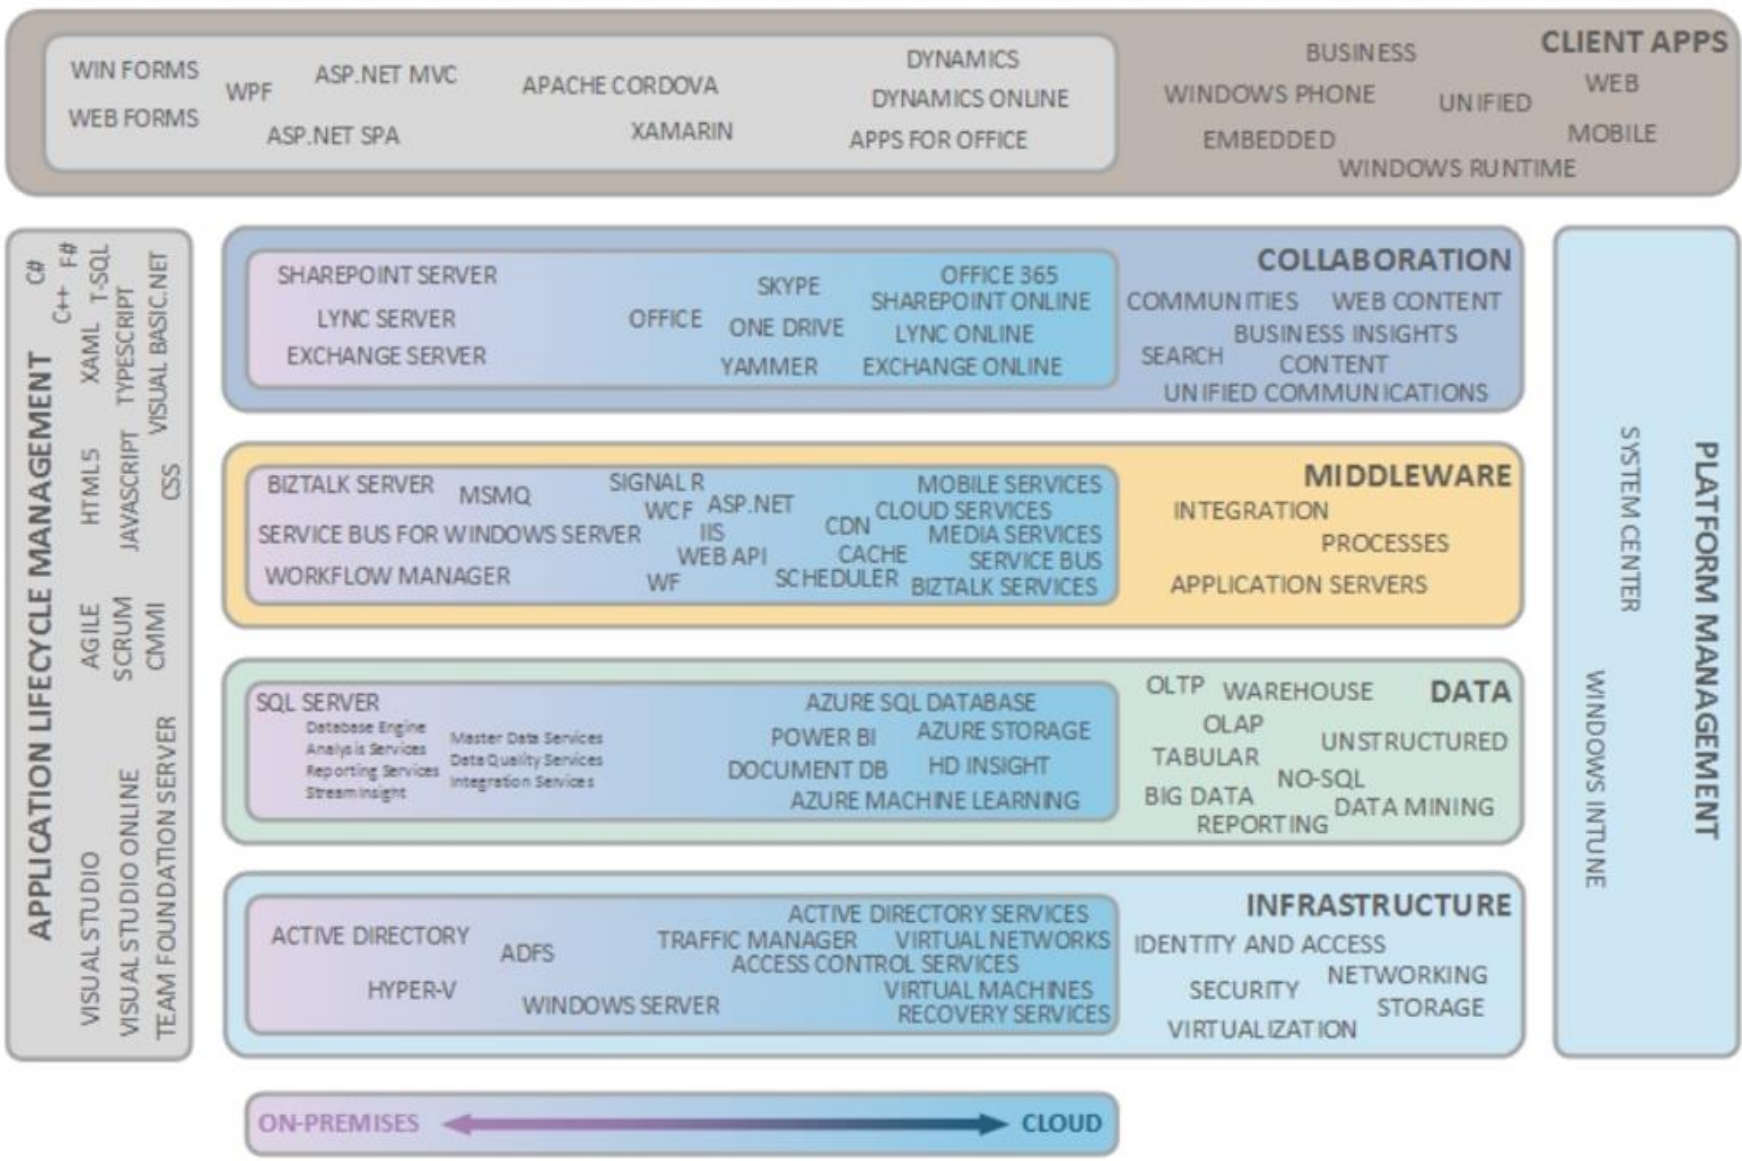 CLIENT APPS
WIN FORMS
WEB FORMS
WPF
ASP.NET MVC
ASP.NET SPA
APACHE CORDOVA
XAMARIN
DYNAMICS
DYNAMICS ONLINE
APPS FOR OFFICE
BUSINESS
WINDOWS PHONE
UNIFIED
WEB
EMBEDDED
MOBILE
WINDOWS RUNTIME
APPLICATION LIFECYCLE MANAGEMENT
C#
C++
F#
XAML
T-SQL
TYPESCRIPT
VISUAL BASIC.NET
HTML5
JAVASCRIPT
CSS
AGILE
SCRUM
CMMI
VISUAL STUDIO
VISUAL STUDIO ONLINE
TEAM FOUNDATION SERVER
COLLABORATION
SHAREPOINT SERVER
LYNC SERVER
EXCHANGE SERVER
OFFICE
SKYPE
ONE DRIVE
YAMMER
OFFICE 365
SHAREPOINT ONLINE
LYNC ONLINE
EXCHANGE ONLINE
COMMUNITIES
WEB CONTENT
BUSINESS INSIGHTS
SEARCH
CONTENT
UNIFIED COMMUNICATIONS
MIDDLEWARE
BIZTALK SERVER
MSMQ
SERVICE BUS FOR WINDOWS SERVER
WORKFLOW MANAGER
SIGNAL R
WCF
ASP.NET
IIS
WEB API
WF
CDN
CACHE
SCHEDULER
MOBILE SERVICES
CLOUD SERVICES
MEDIA SERVICES
SERVICE BUS
BIZTALK SERVICES
INTEGRATION
PROCESSES
APPLICATION SERVERS
DATA
SQL SERVER
Database Engine
Analysis Services
Reporting Services
StreamInsight
Master Data Services
Data Quality Services
Integration Services
AZURE SQL DATABASE
POWER BI
AZURE STORAGE
DOCUMENT DB
HD INSIGHT
AZURE MACHINE LEARNING
OLTP
WAREHOUSE
OLAP
UNSTRUCTURED
TABULAR
NO-SQL
BIG DATA
DATA MINING
REPORTING
INFRASTRUCTURE
ACTIVE DIRECTORY
ADFS
HYPER-V
WINDOWS SERVER
ACTIVE DIRECTORY SERVICES
TRAFFIC MANAGER
VIRTUAL NETWORKS
ACCESS CONTROL SERVICES
VIRTUAL MACHINES
RECOVERY SERVICES
IDENTITY AND ACCESS
NETWORKING
SECURITY
STORAGE
VIRTUALIZATION
PLATFORM MANAGEMENT
SYSTEM CENTER
WINDOWS INTUNE
ON-PREMISES
CLOUD